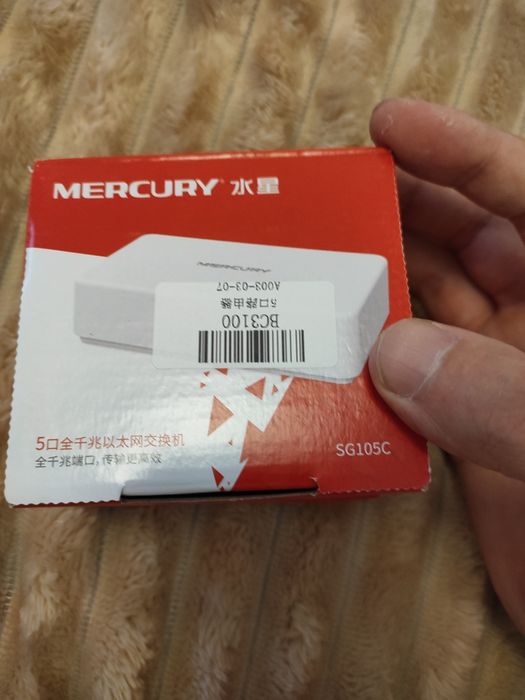 MERCURY 水星
MERCURY
A003-03-07
5口路由器
BC3100
5口全千兆以太网交换机
全千兆端口，传输更高效
SG105C